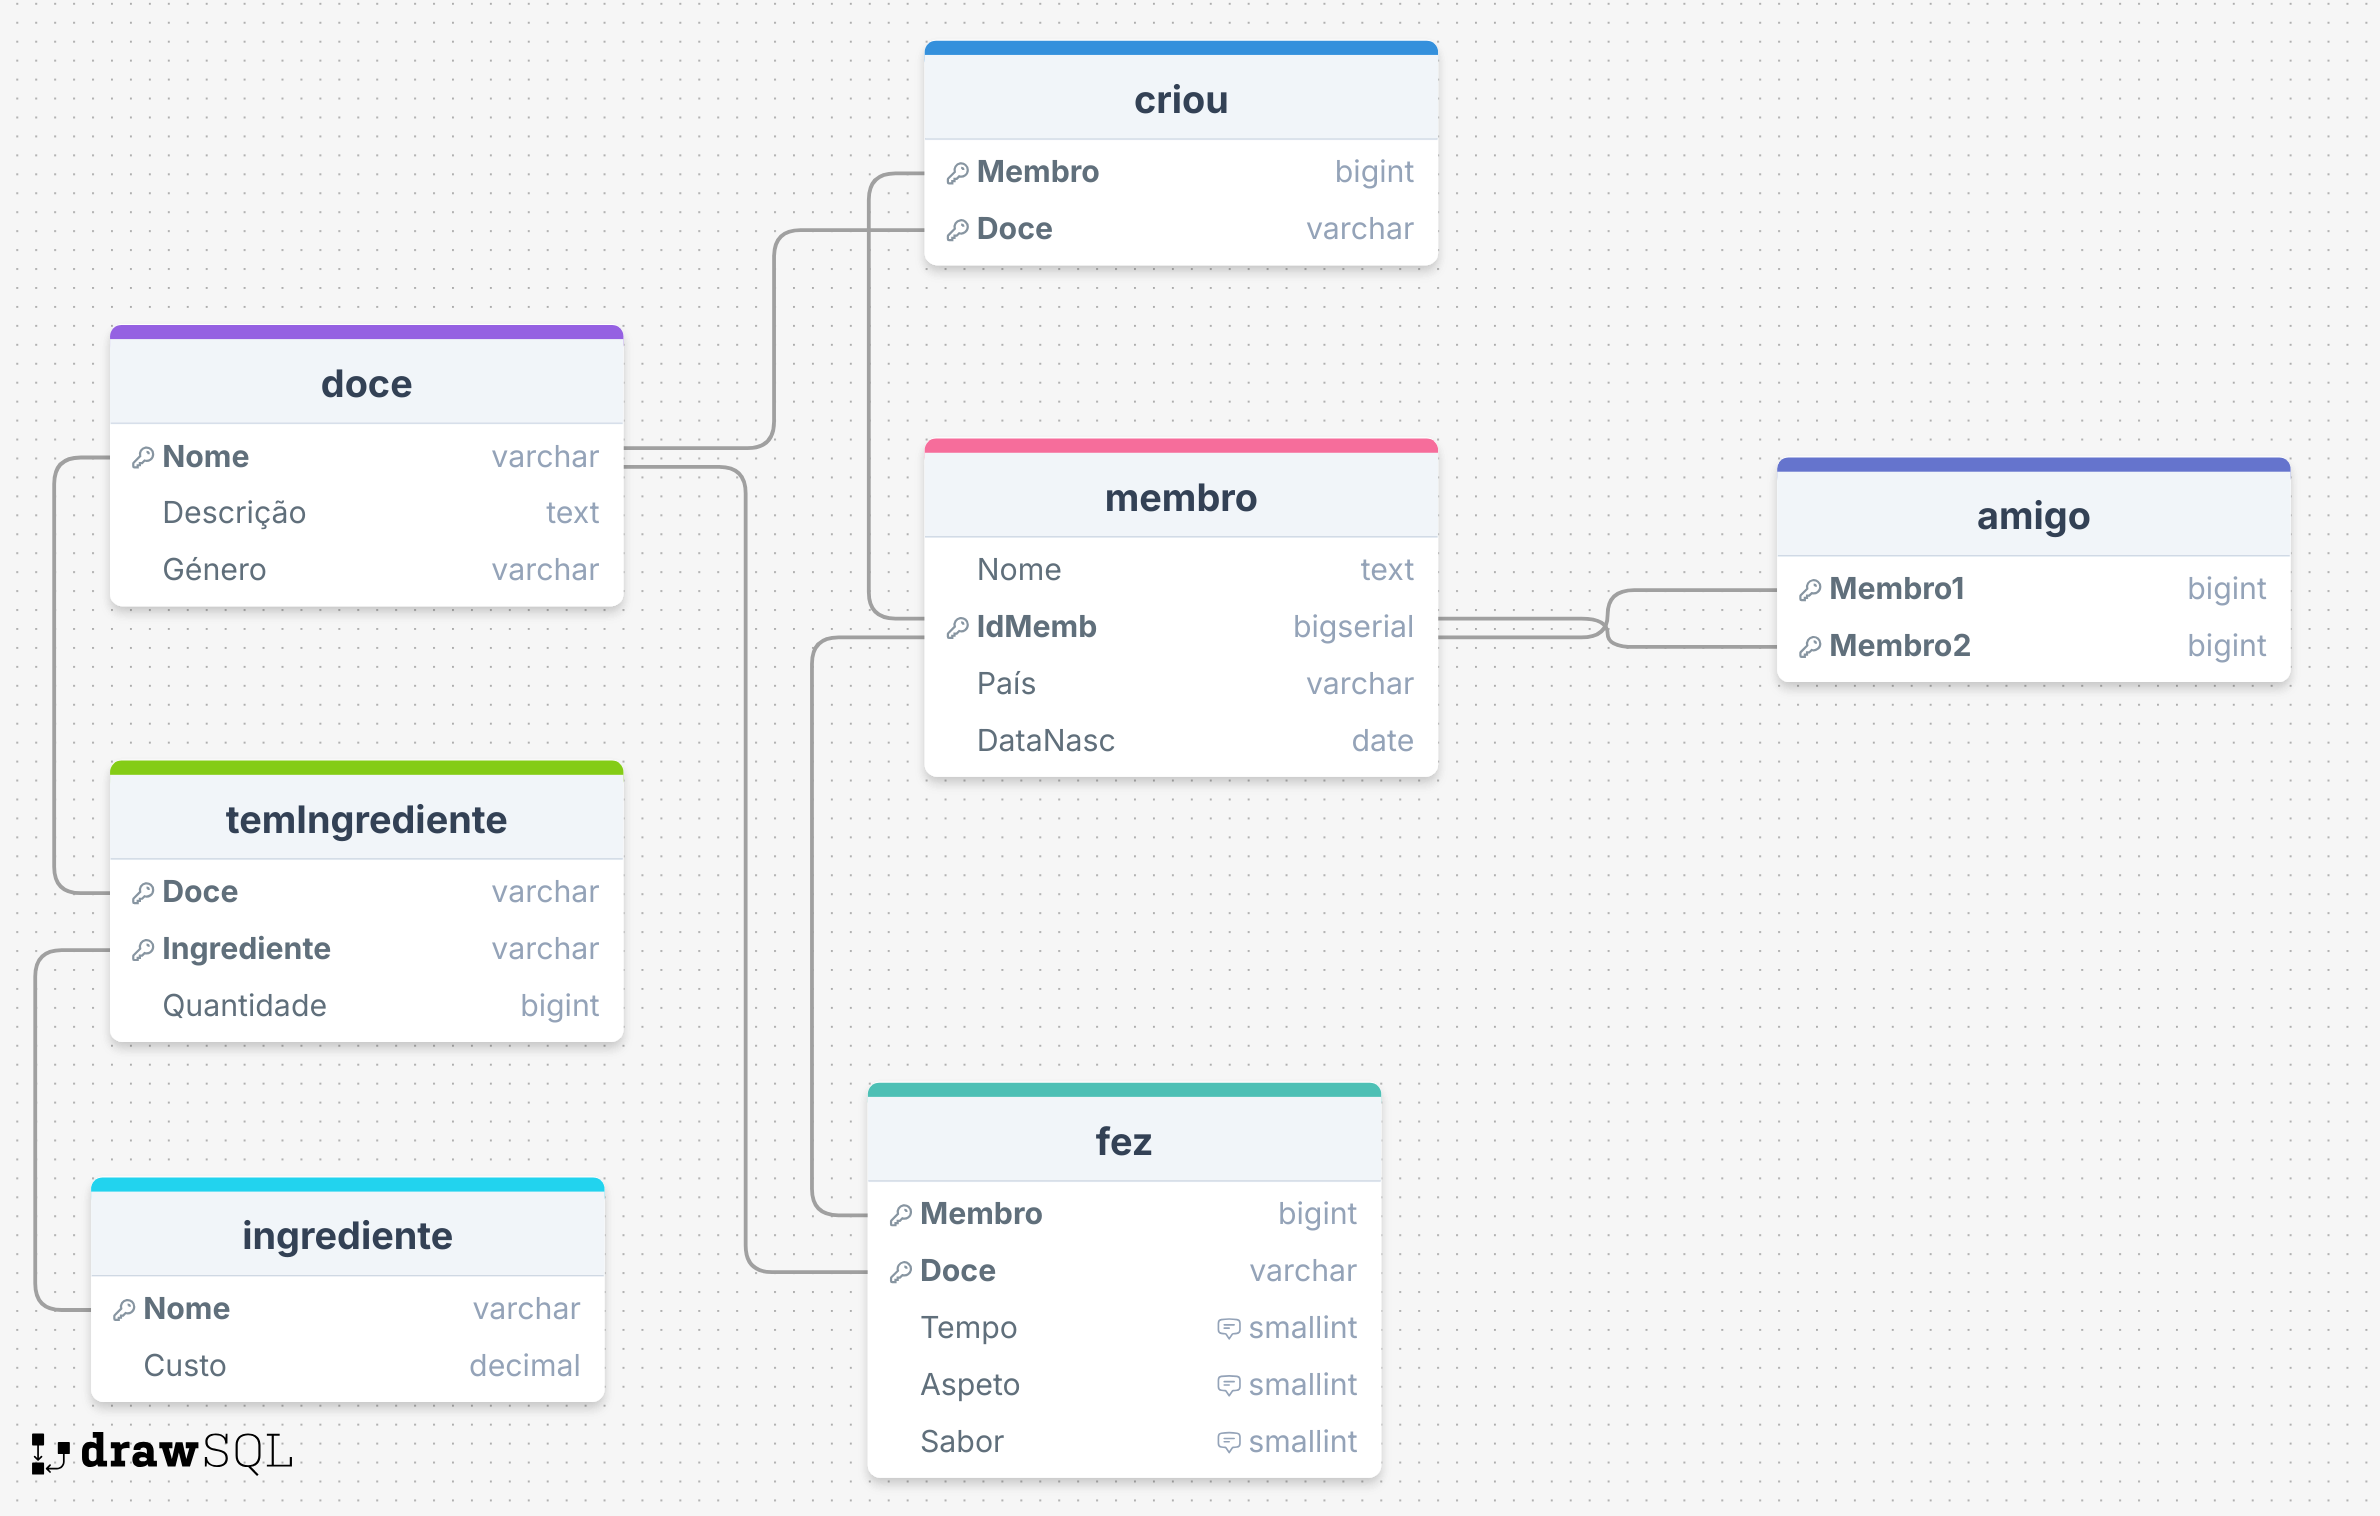 criou
Membro bigint
Doce varchar
doce
Nome varchar
Descrição text
Género varchar
membro
Nome text
IdMemb bigserial
País varchar
DataNasc date
amigo
Membro1 bigint
Membro2 bigint
temIngrediente
Doce varchar
Ingrediente varchar
Quantidade bigint
fez
Membro bigint
Doce varchar
Tempo smallint
Aspeto smallint
Sabor smallint
ingrediente
Nome varchar
Custo decimal
drawSQL